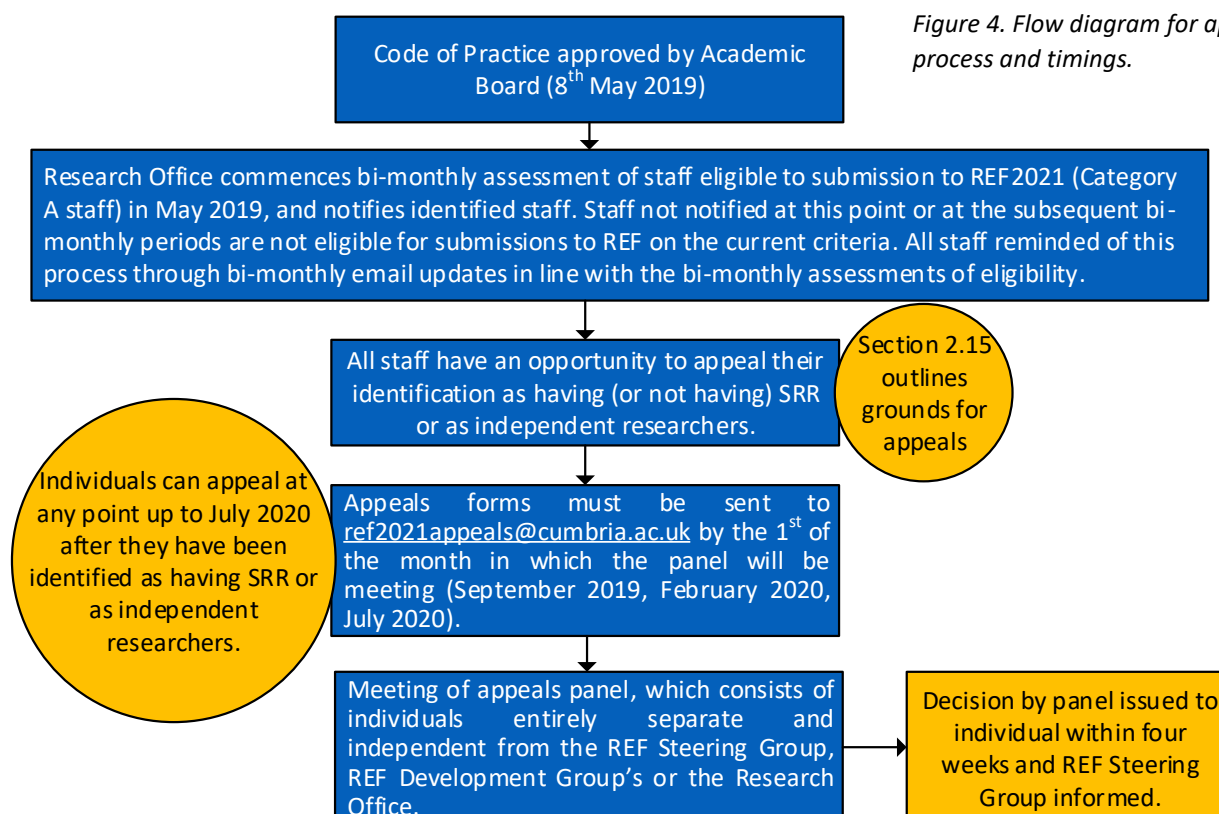 Figure 4. Flow diagram for
process and timings.
Code of Practice approved by Academic
Board (8th May 2019)
Research Office commences bi-monthly assessment of staff eligible to submission to REF2021 (Category
A staff) in May 2019, and notifies identified staff. Staff not notified at this point or at the subsequent bi-
monthly periods are not eligible for submissions to REF on the current criteria. All staff reminded of this
process through bi-monthly email updates in line with the bi-monthly assessments of eligibility.
All staff have an opportunity to appeal their
identification as having (or not having) SRR
or as independent researchers.
Section 2.15
outlines
grounds for
appeals
Individuals can appeal at
any point up to July 2020
after they have been
identified as having SRR or
as independent
researchers.
Appeals forms must be sent to
ref2021appeals@cumbria.ac.uk by the 1st of
the month in which the panel will be
meeting (September 2019, February 2020,
July 2020).
Meeting of appeals panel, which consists of
individuals entirely separate and
independent from the REF Steering Group,
REF Development Group's or the Research
Office.
Decision by panel issued to
individual within four
weeks and REF Steering
Group informed.